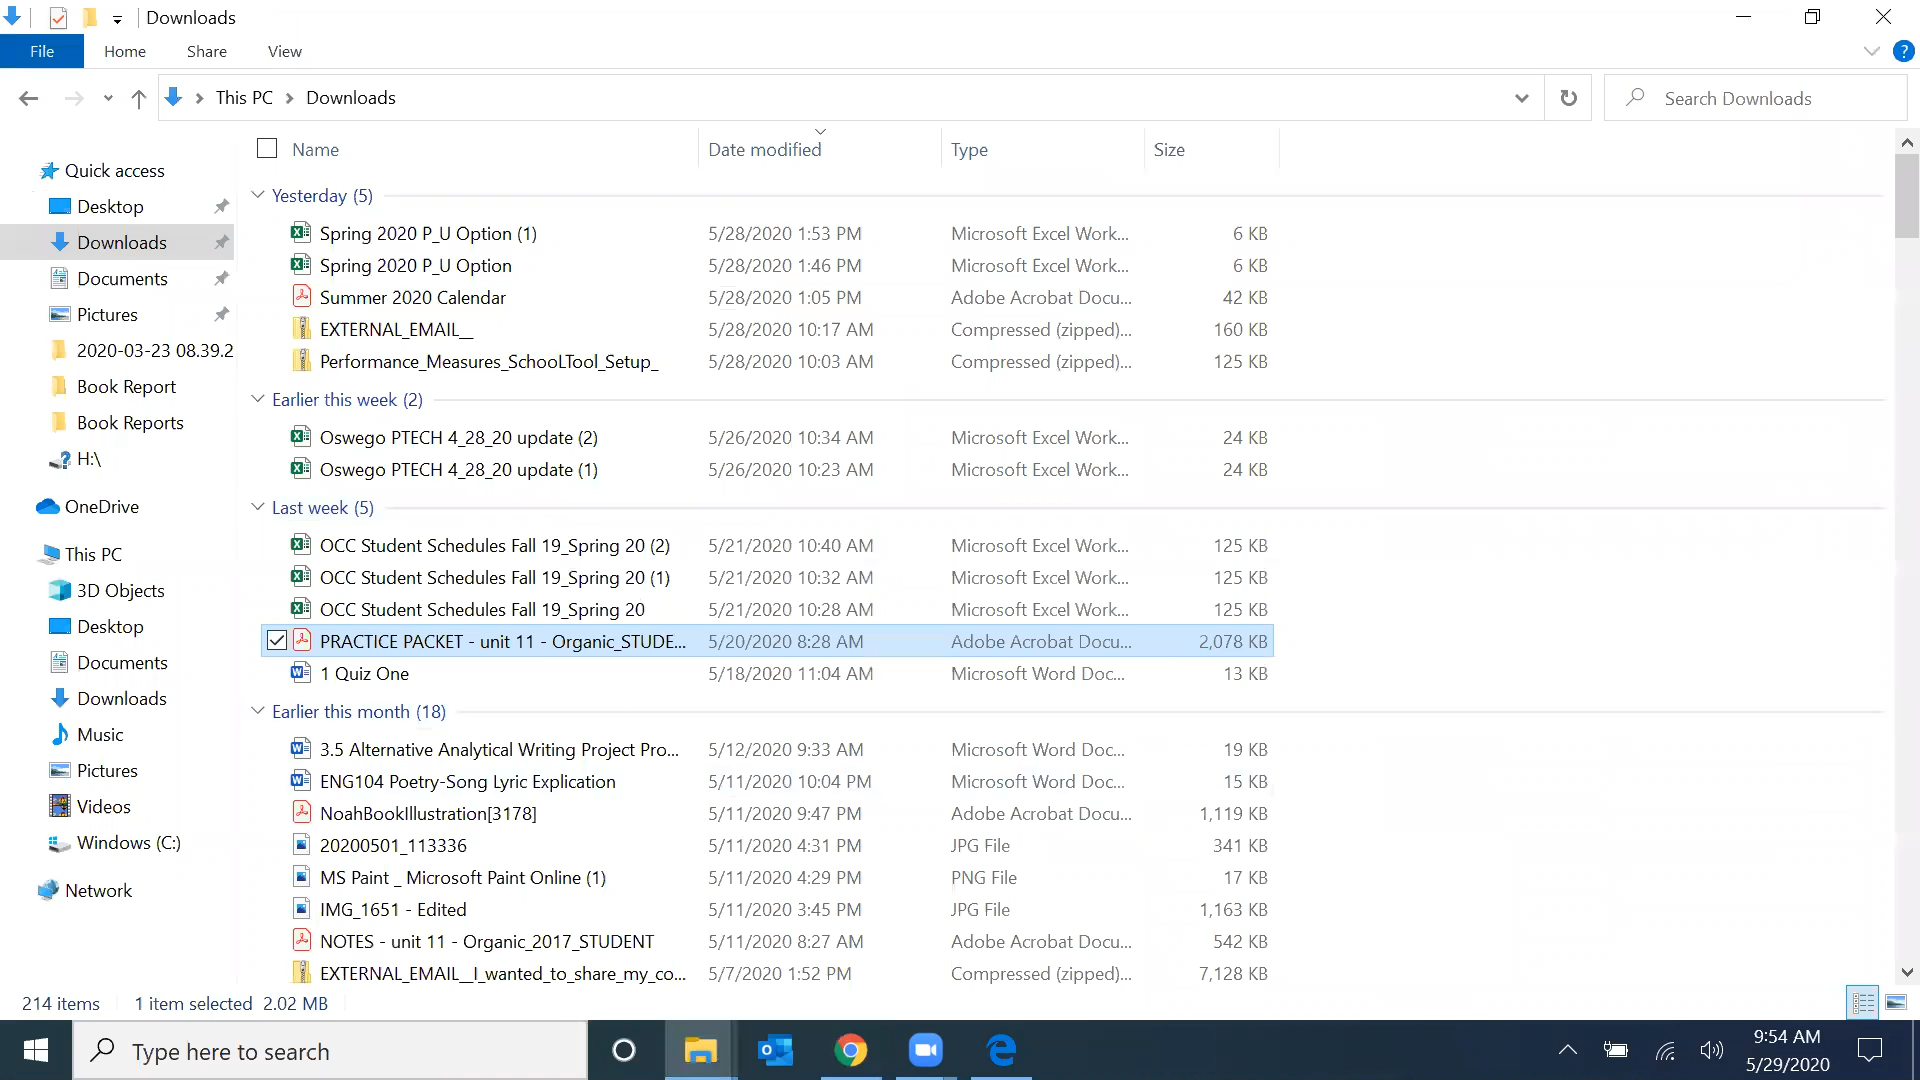 Downloads
File Home Share View
?
This PC > Downloads
Search Downloads
Name Date modified Type Size
Quick access
Desktop
Downloads
Documents
Pictures
2020-03-23 08.39.2
Book Report
Book Reports
H:\
OneDrive
This PC
3D Objects
Desktop
Documents
Downloads
Music
Pictures
Videos
Windows (C:)
Network
Yesterday (5)
Spring 2020 P_U Option (1) 5/28/2020 1:53 PM Microsoft Excel Work... 6 KB
Spring 2020 P_U Option 5/28/2020 1:46 PM Microsoft Excel Work... 6 KB
Summer 2020 Calendar 5/28/2020 1:05 PM Adobe Acrobat Docu... 42 KB
EXTERNAL_EMAIL__ 5/28/2020 10:17 AM Compressed (zipped)... 160 KB
Performance_Measures_SchooLTool_Setup_ 5/28/2020 10:03 AM Compressed (zipped)... 125 KB
Earlier this week (2)
Oswego PTECH 4_28_20 update (2) 5/26/2020 10:34 AM Microsoft Excel Work... 24 KB
Oswego PTECH 4_28_20 update (1) 5/26/2020 10:23 AM Microsoft Excel Work... 24 KB
Last week (5)
OCC Student Schedules Fall 19_Spring 20 (2) 5/21/2020 10:40 AM Microsoft Excel Work... 125 KB
OCC Student Schedules Fall 19_Spring 20 (1) 5/21/2020 10:32 AM Microsoft Excel Work... 125 KB
OCC Student Schedules Fall 19_Spring 20 5/21/2020 10:28 AM Microsoft Excel Work... 125 KB
PRACTICE PACKET - unit 11 - Organic_STUDE... 5/20/2020 8:28 AM Adobe Acrobat Docu... 2,078 KB
1 Quiz One 5/18/2020 11:04 AM Microsoft Word Doc... 13 KB
Earlier this month (18)
3.5 Alternative Analytical Writing Project Pro... 5/12/2020 9:33 AM Microsoft Word Doc... 19 KB
ENG104 Poetry-Song Lyric Explication 5/11/2020 10:04 PM Microsoft Word Doc... 15 KB
NoahBookIllustration[3178] 5/11/2020 9:47 PM Adobe Acrobat Docu... 1,119 KB
20200501_113336 5/11/2020 4:31 PM JPG File 341 KB
MS Paint _ Microsoft Paint Online (1) 5/11/2020 4:29 PM PNG File 17 KB
IMG_1651 - Edited 5/11/2020 3:45 PM JPG File 1,163 KB
NOTES - unit 11 - Organic_2017_STUDENT 5/11/2020 8:27 AM Adobe Acrobat Docu... 542 KB
EXTERNAL_EMAIL__I_wanted_to_share_my_co... 5/7/2020 1:52 PM Compressed (zipped)... 7,128 KB
214 items 1 item selected 2.02 MB
Type here to search
9:54 AM
5/29/2020